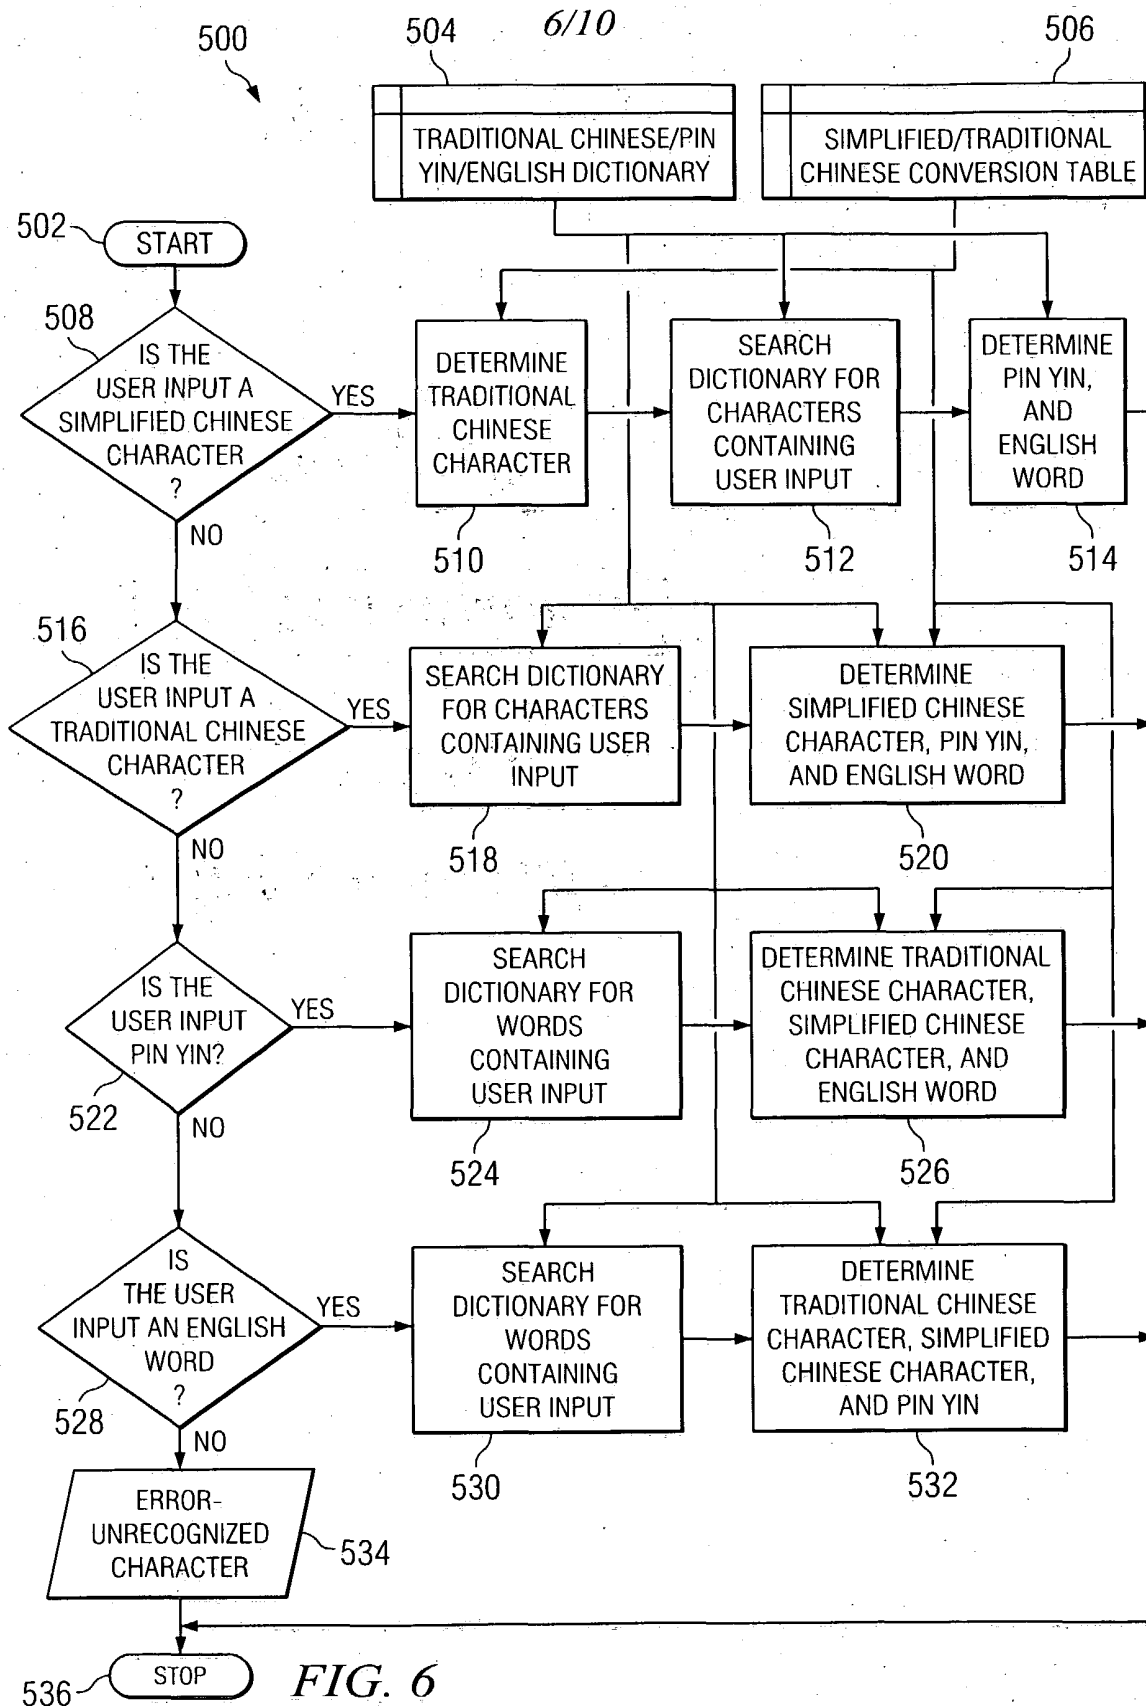 6/10
500
504
506
TRADITIONAL CHINESE/PIN
YIN/ENGLISH DICTIONARY
SIMPLIFIED/TRADITIONAL
CHINESE CONVERSION TABLE
502
START
508
IS THE
USER INPUT A
SIMPLIFIED CHINESE
CHARACTER
?
YES
NO
DETERMINE
TRADITIONAL
CHINESE
CHARACTER
510
SEARCH
DICTIONARY FOR
CHARACTERS
CONTAINING
USER INPUT
512
DETERMINE
PIN YIN,
AND
ENGLISH
WORD
514
516
IS THE
USER INPUT A
TRADITIONAL CHINESE
CHARACTER
?
YES
NO
SEARCH DICTIONARY
FOR CHARACTERS
CONTAINING USER
INPUT
518
DETERMINE
SIMPLIFIED CHINESE
CHARACTER, PIN YIN,
AND ENGLISH WORD
520
IS THE
USER INPUT
PIN YIN?
522
YES
NO
SEARCH
DICTIONARY FOR
WORDS
CONTAINING
USER INPUT
524
DETERMINE TRADITIONAL
CHINESE CHARACTER,
SIMPLIFIED CHINESE
CHARACTER, AND
ENGLISH WORD
526
IS
THE USER
INPUT AN ENGLISH
WORD
?
528
YES
NO
SEARCH
DICTIONARY FOR
WORDS
CONTAINING
USER INPUT
530
DETERMINE
TRADITIONAL CHINESE
CHARACTER, SIMPLIFIED
CHINESE CHARACTER,
AND PIN YIN
532
ERROR-
UNRECOGNIZED
CHARACTER
534
STOP
536
FIG. 6